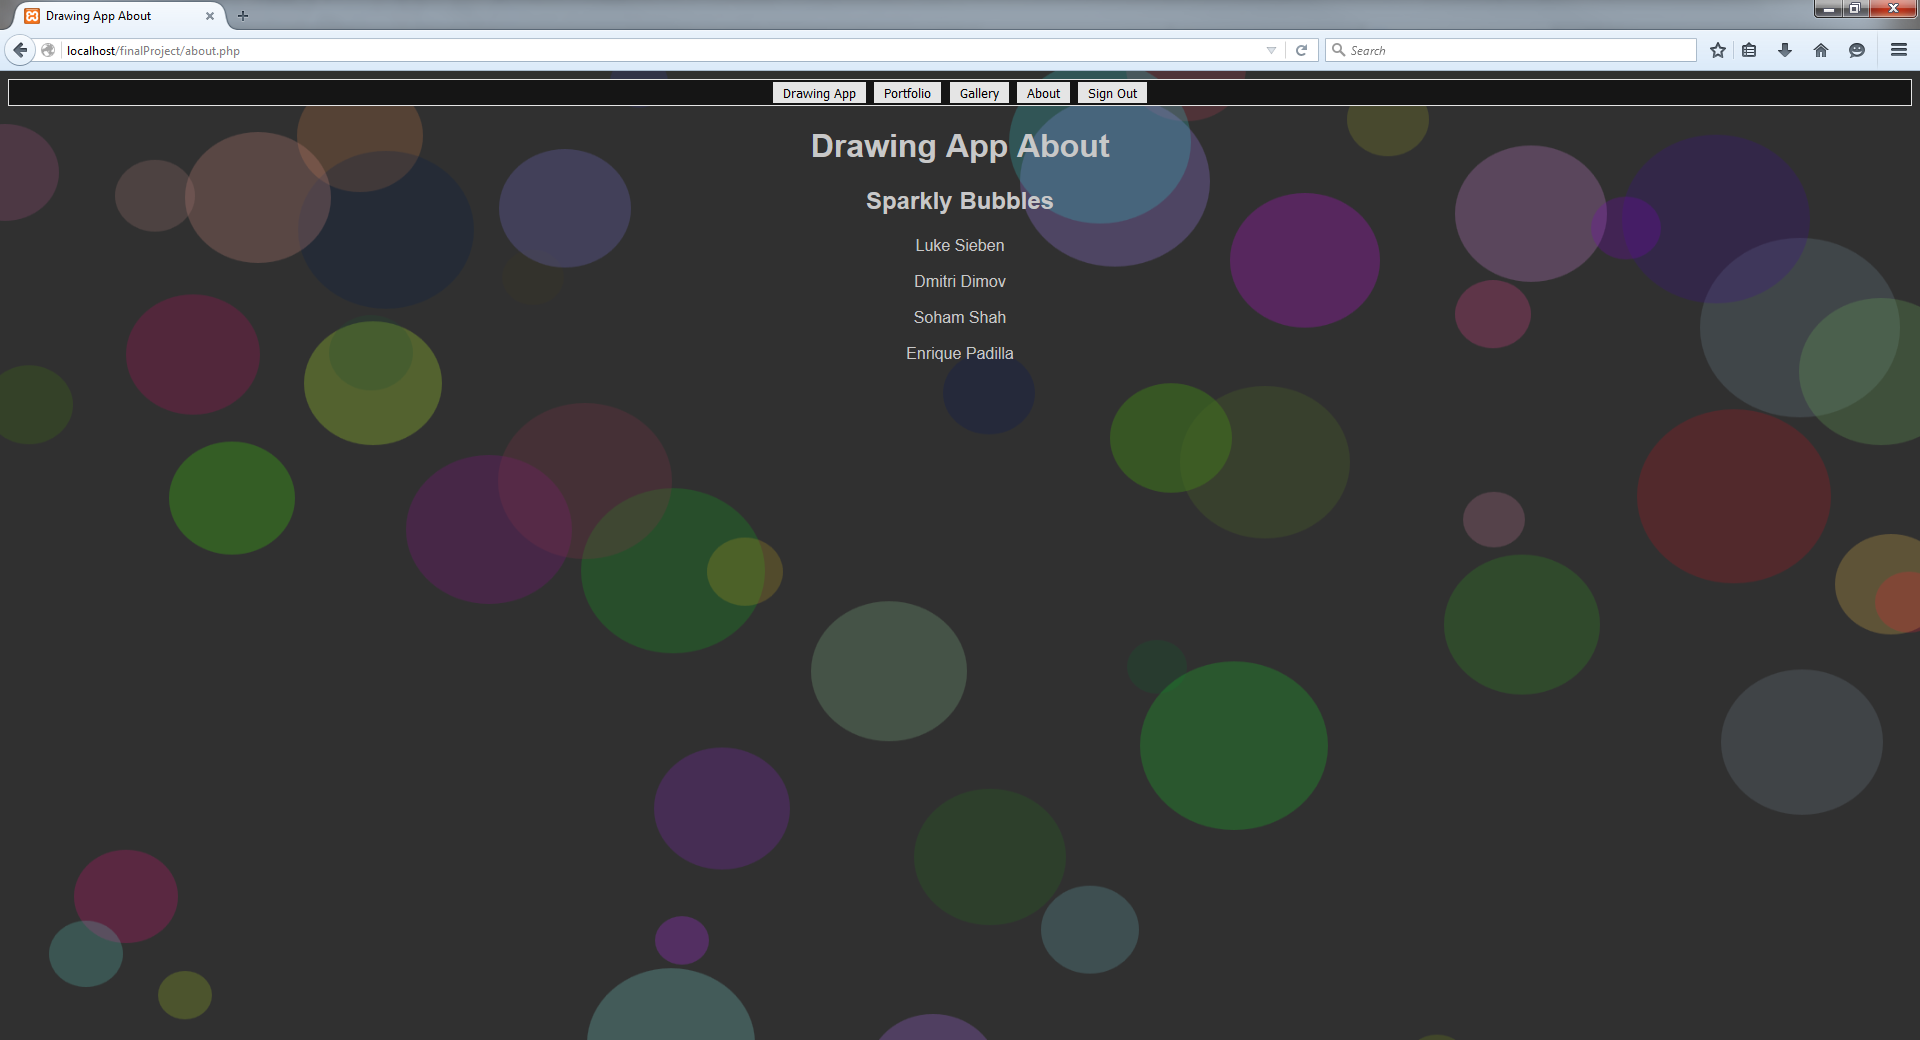 Drawing App About
localhost/finalProject/about.php
Search
Drawing App Portfolio Gallery About Sign Out
Drawing App About
Sparkly Bubbles
Luke Sieben
Dmitri Dimov
Soham Shah
Enrique Padilla